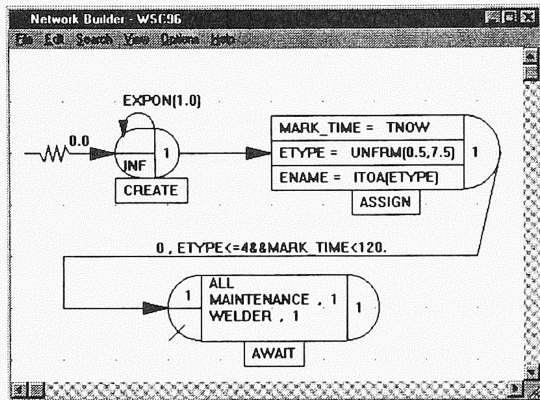 Network Builder - WSC96
File Edit Search View Options Help
EXPON(1.0)
0.0
INF
1
CREATE
MARK_TIME = TNOW
ETYPE = UNFRM(0.5,7.5)
ENAME = ITOA(ETYPE)
1
ASSIGN
0 , ETYPE<=4&&MARK_TIME<120.
1
ALL
MAINTENANCE , 1
WELDER , 1
1
AWAIT